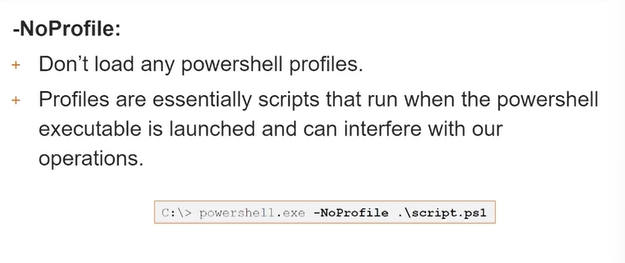 -NoProfile:
+ Don’t load any powershell profiles.
+ Profiles are essentially scripts that run when the powershell
executable is launched and can interfere with our
operations.
C:\> powershell.exe -NoProfile .\script.ps1